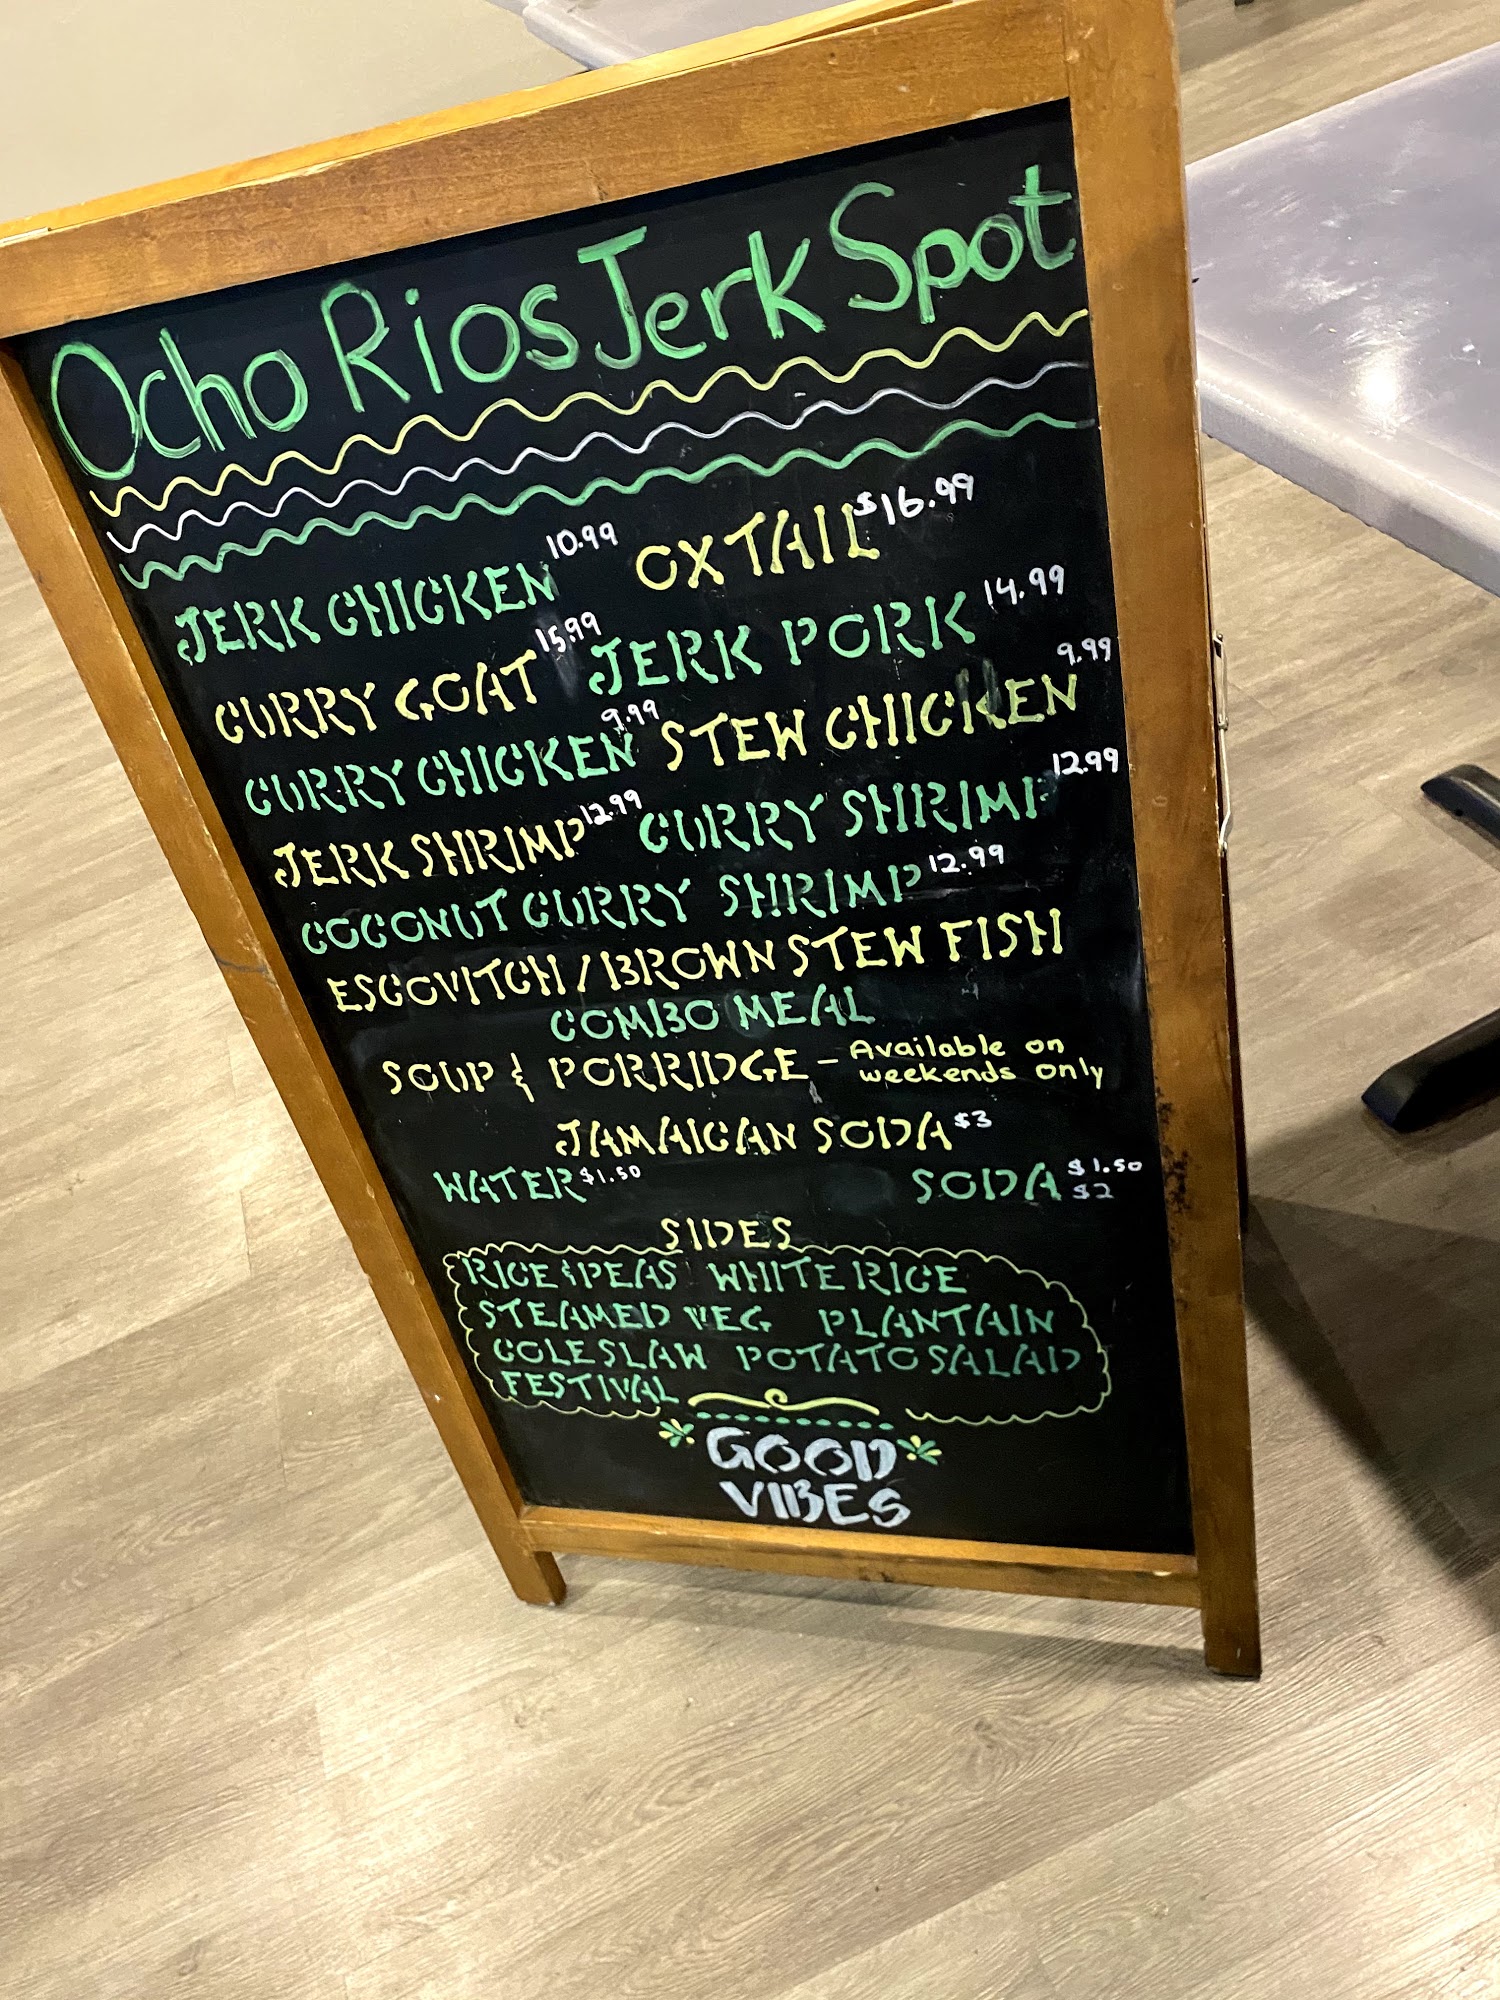 Ocho Rios Jerk Spot
JERK CHICKEN 10.99 OXTAIL $16.99
CURRY GOAT 15.99 JERK PORK 14.99
CURRY CHICKEN 9.99 STEW CHICKEN 9.99
JERK SHRIMP 12.99 CURRY SHRIMP 12.99
COCONUT CURRY SHRIMP 12.99
ESCOVITCH / BROWN STEW FISH
COMBO MEAL
SOUP & PORRIDGE - Available on
weekends only
JAMAICAN SODA $3
WATER $1.50 SODA $1.50
$2
SIDES
RICE & PEAS WHITE RICE
STEAMED VEG PLANTAIN
COLESLAW POTATO SALAD
FESTIVAL
GOOD
VIBES